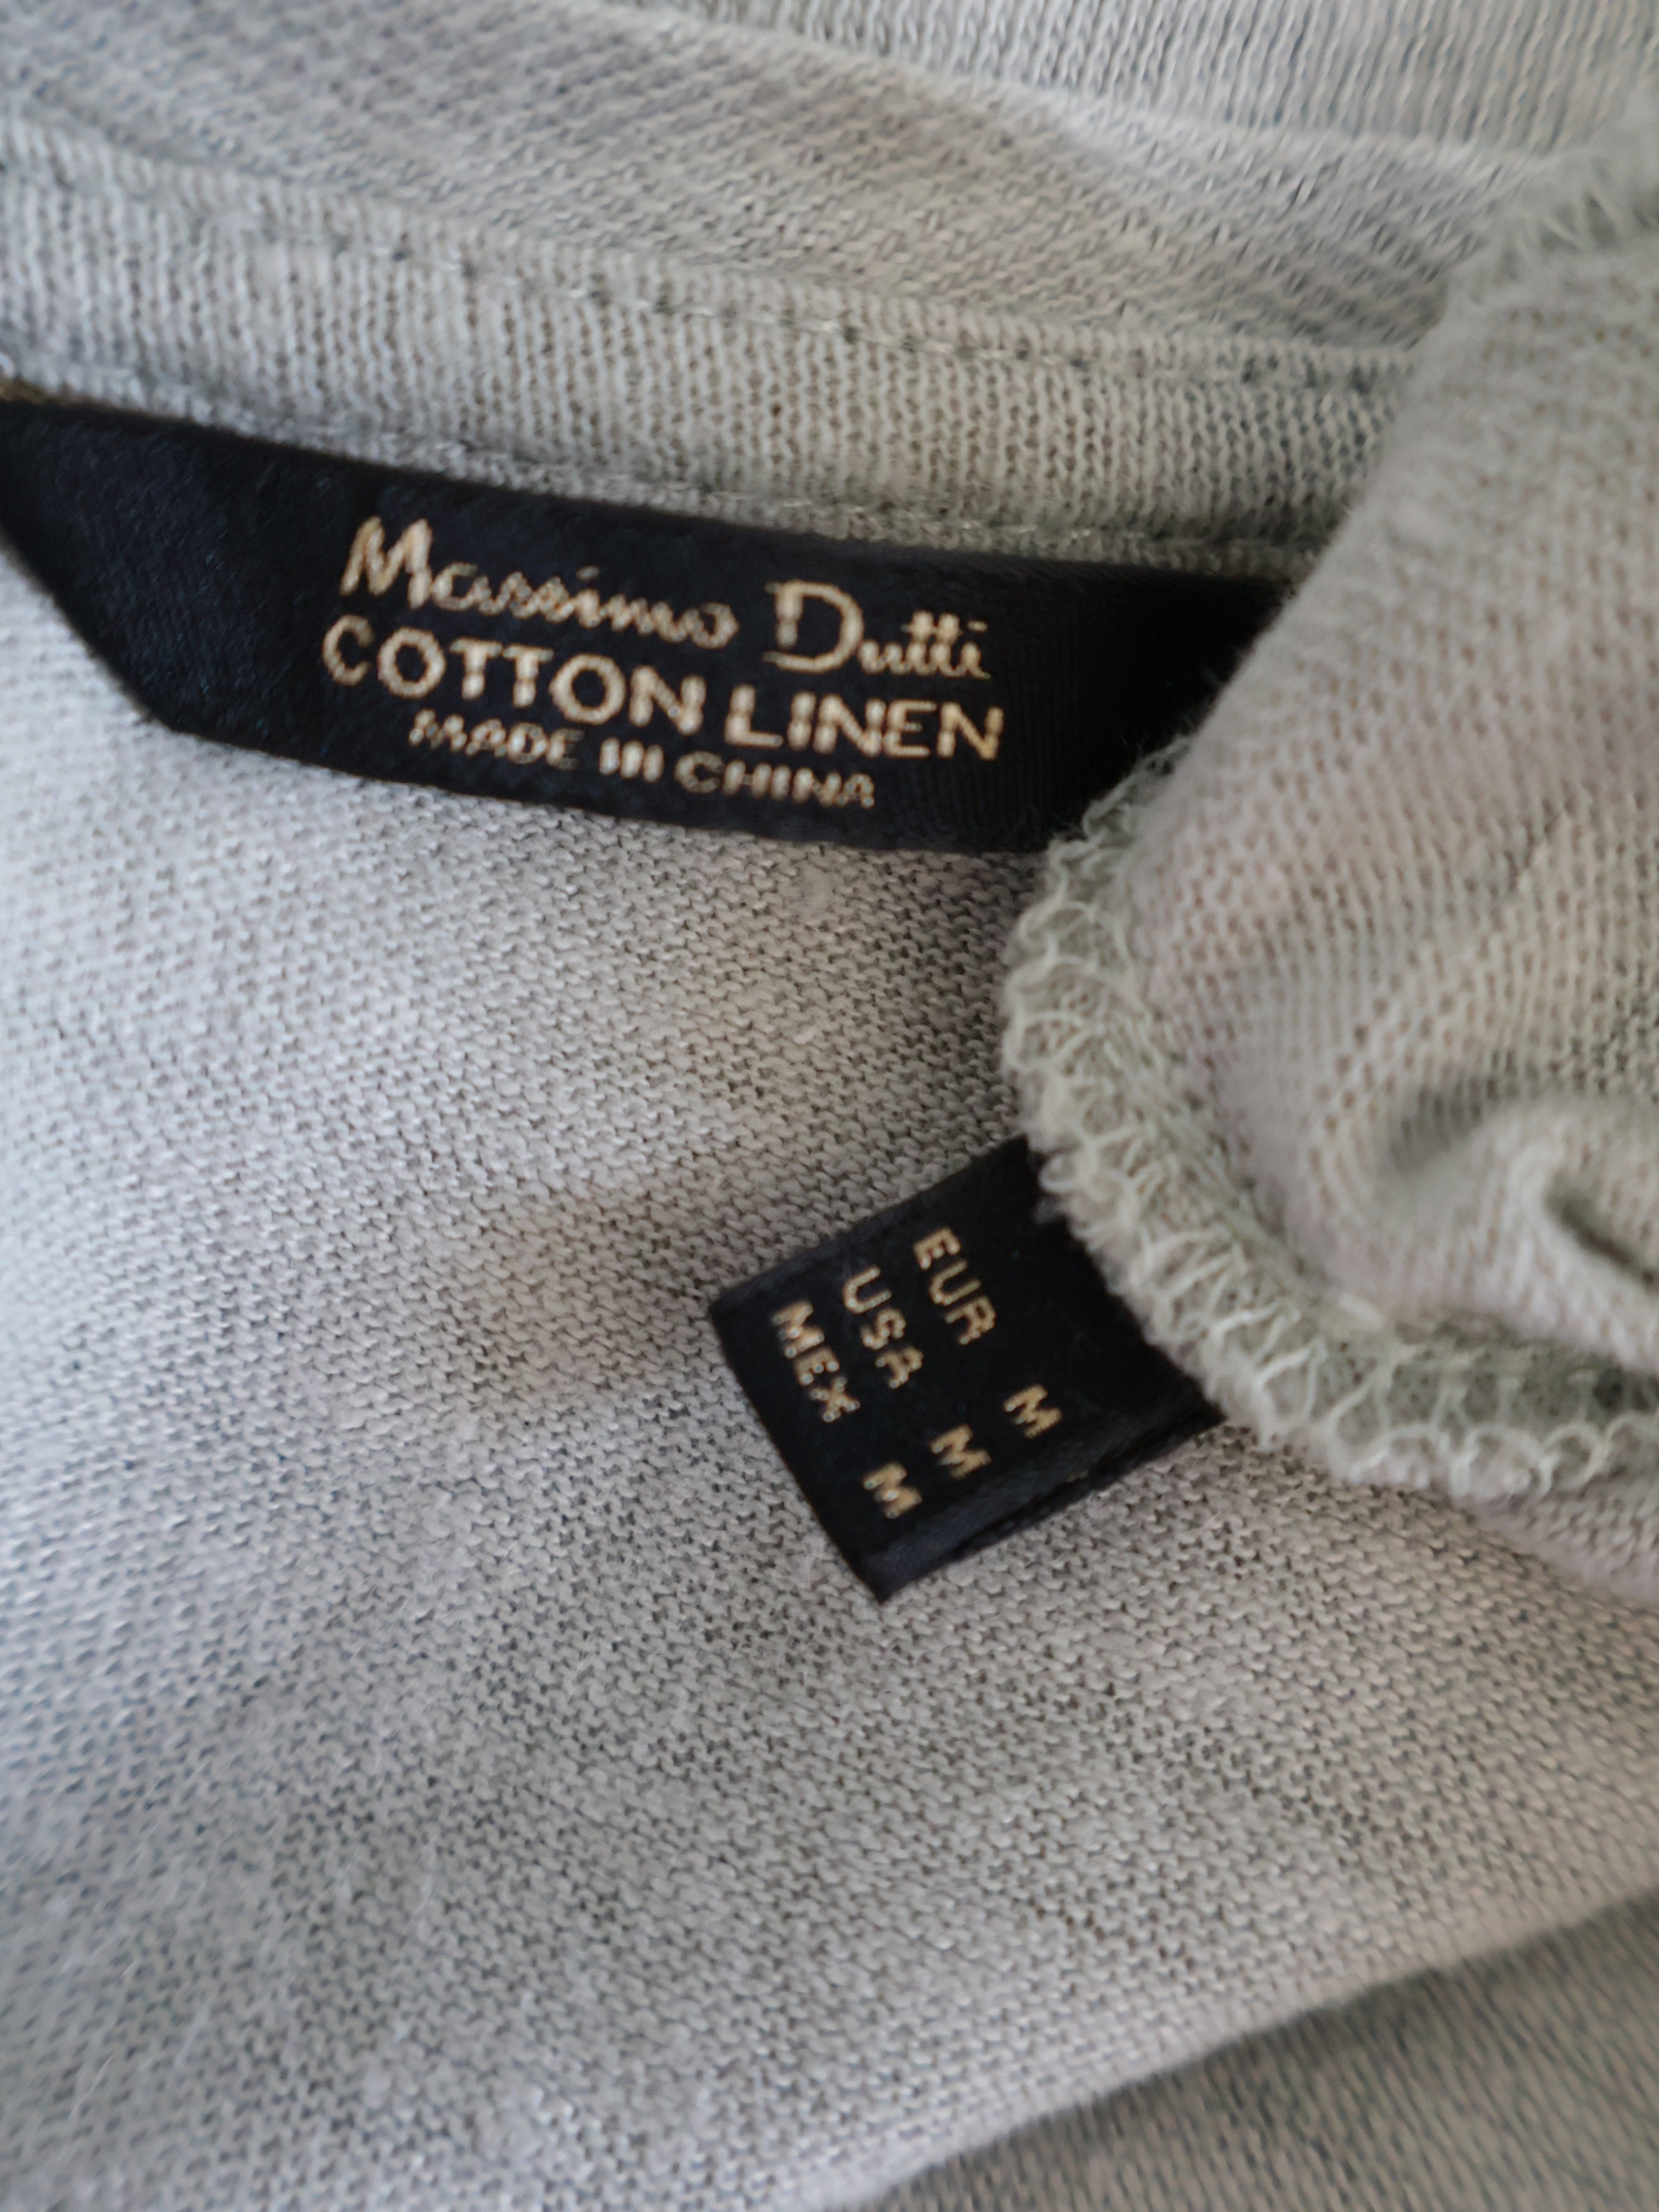 Massimo Dutti
COTTON LINEN
MADE IN CHINA
EUR M
USA M
MEX M